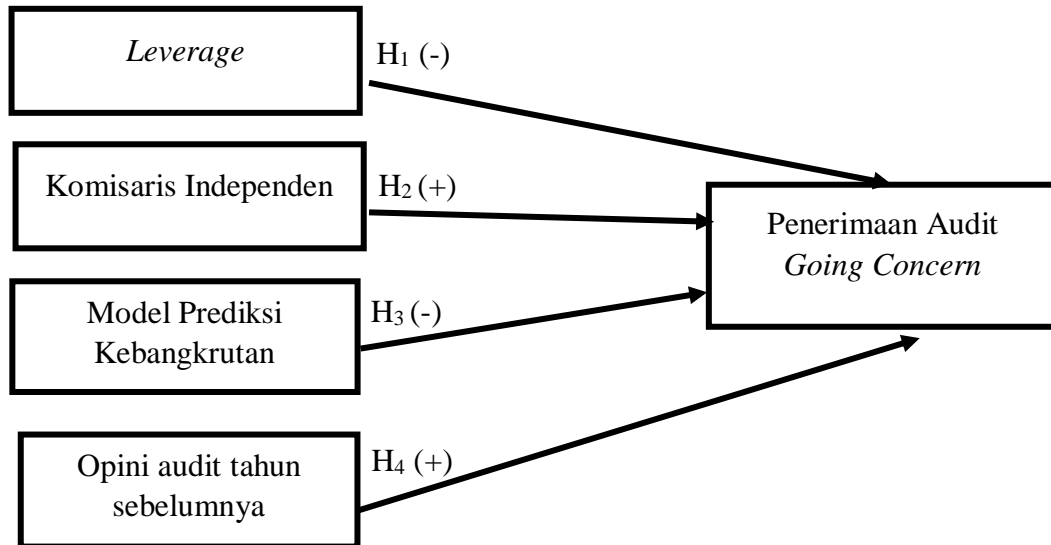 Leverage
H₁ (-)
Komisaris Independen
H₂ (+)
Model Prediksi
Kebangkrutan
H₃ (-)
Opini audit tahun
sebelumnya
H₄ (+)
Penerimaan Audit
Going Concern